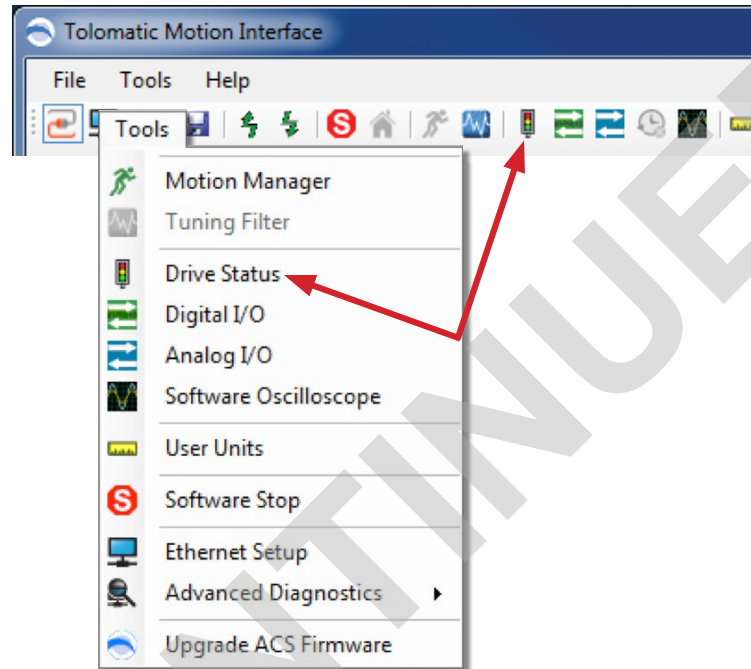 Tolomatic Motion Interface
File Tools Help
Tools
Motion Manager
Tuning Filter
Drive Status
Digital I/O
Analog I/O
Software Oscilloscope
User Units
S Software Stop
Ethernet Setup
Advanced Diagnostics
Upgrade ACS Firmware
NTINUE